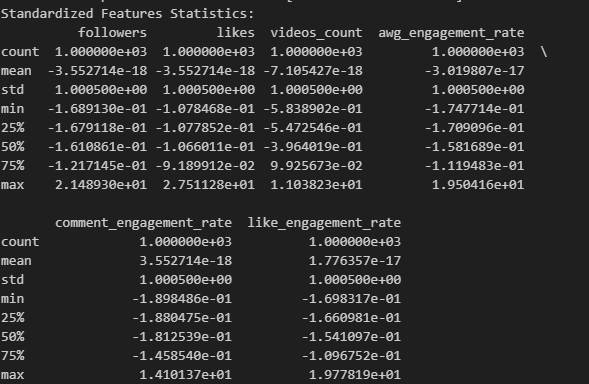 Standardized Features Statistics:
followers likes videos_count awg_engagement_rate
count 1.000000e+03 1.000000e+03 1.000000e+03 1.000000e+03 \
mean -3.552714e-18 -3.552714e-18 -7.105427e-18 -3.019807e-17
std 1.000500e+00 1.000500e+00 1.000500e+00 1.000500e+00
min -1.689130e-01 -1.078468e-01 -5.838902e-01 -1.747714e-01
25% -1.679118e-01 -1.077852e-01 -5.472546e-01 -1.709096e-01
50% -1.610861e-01 -1.066011e-01 -3.964019e-01 -1.581689e-01
75% -1.217145e-01 -9.189912e-02 9.925673e-02 -1.119483e-01
max 2.148930e+01 2.751128e+01 1.103823e+01 1.950416e+01
comment_engagement_rate like_engagement_rate
count 1.000000e+03 1.000000e+03
mean 3.552714e-18 1.776357e-17
std 1.000500e+00 1.000500e+00
min -1.898486e-01 -1.698317e-01
25% -1.880475e-01 -1.660981e-01
50% -1.812539e-01 -1.541097e-01
75% -1.458540e-01 -1.096752e-01
max 1.410137e+01 1.977819e+01